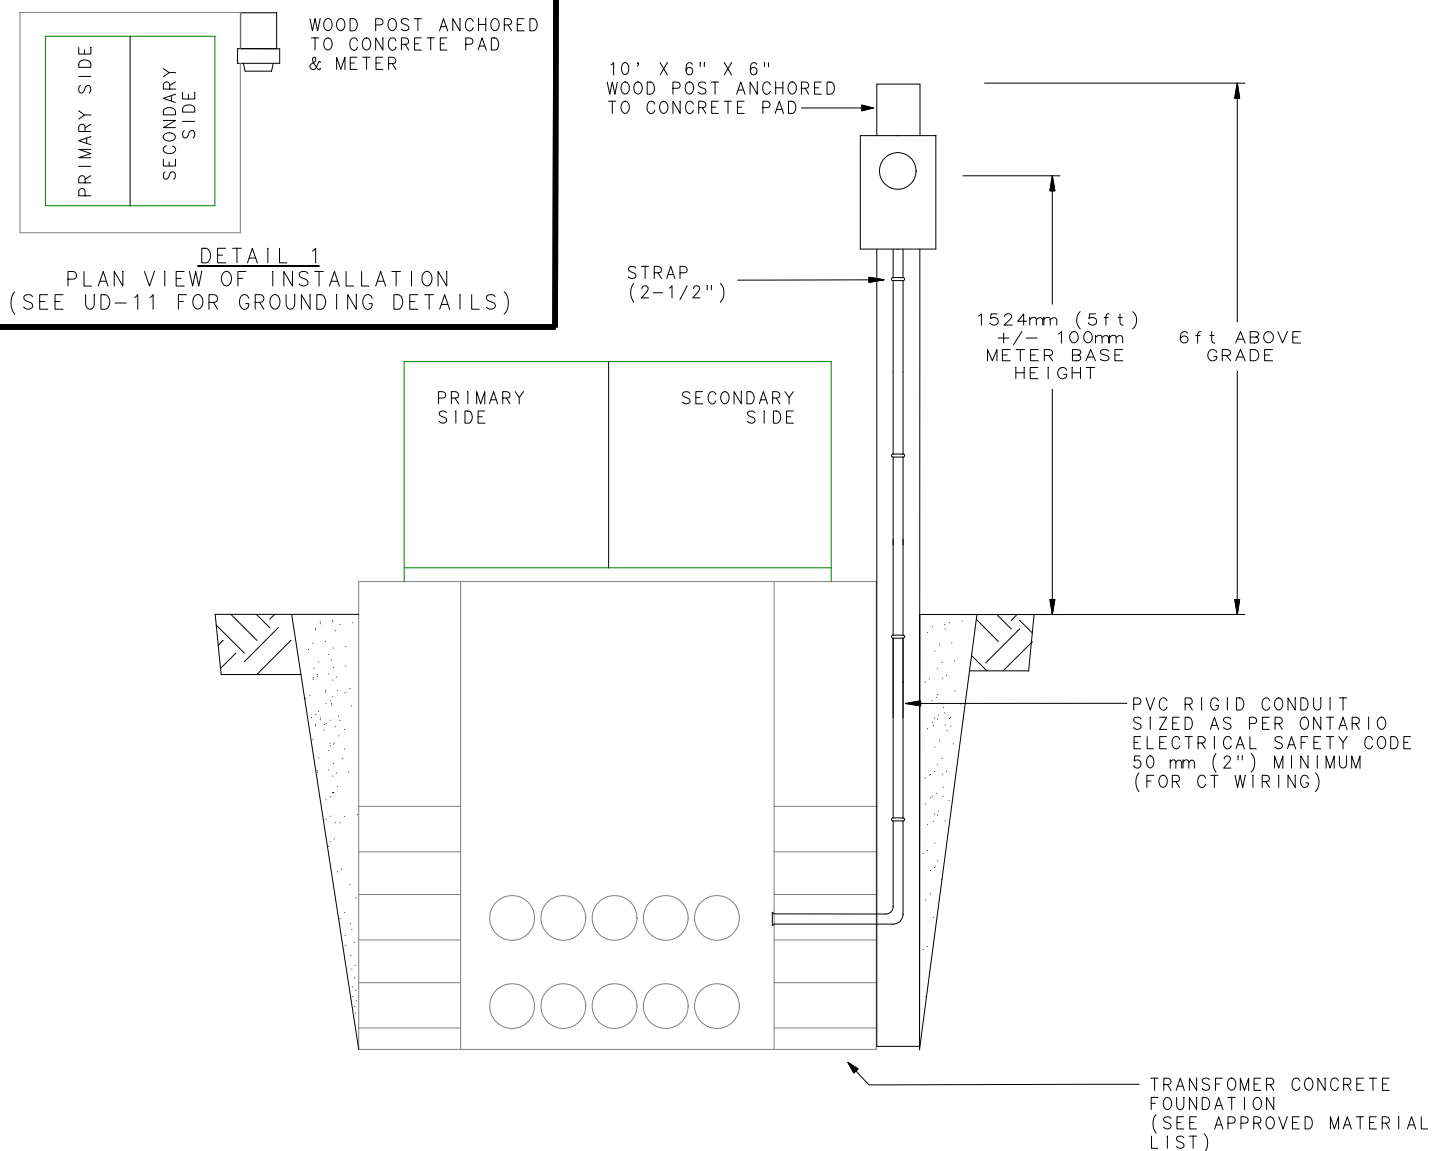 WOOD POST ANCHORED
TO CONCRETE PAD
& METER
PRIMARY SIDE
SECONDARY
SIDE
DETAIL 1
PLAN VIEW OF INSTALLATION
(SEE UD-11 FOR GROUNDING DETAILS)
10' X 6" X 6"
WOOD POST ANCHORED
TO CONCRETE PAD
STRAP
(2-1/2")
1524mm (5ft)
+/- 100mm
METER BASE
HEIGHT
6ft ABOVE
GRADE
PRIMARY
SIDE
SECONDARY
SIDE
PVC RIGID CONDUIT
SIZED AS PER ONTARIO
ELECTRICAL SAFETY CODE
50 mm (2") MINIMUM
(FOR CT WIRING)
TRANSFOMER CONCRETE
FOUNDATION
(SEE APPROVED MATERIAL
LIST)